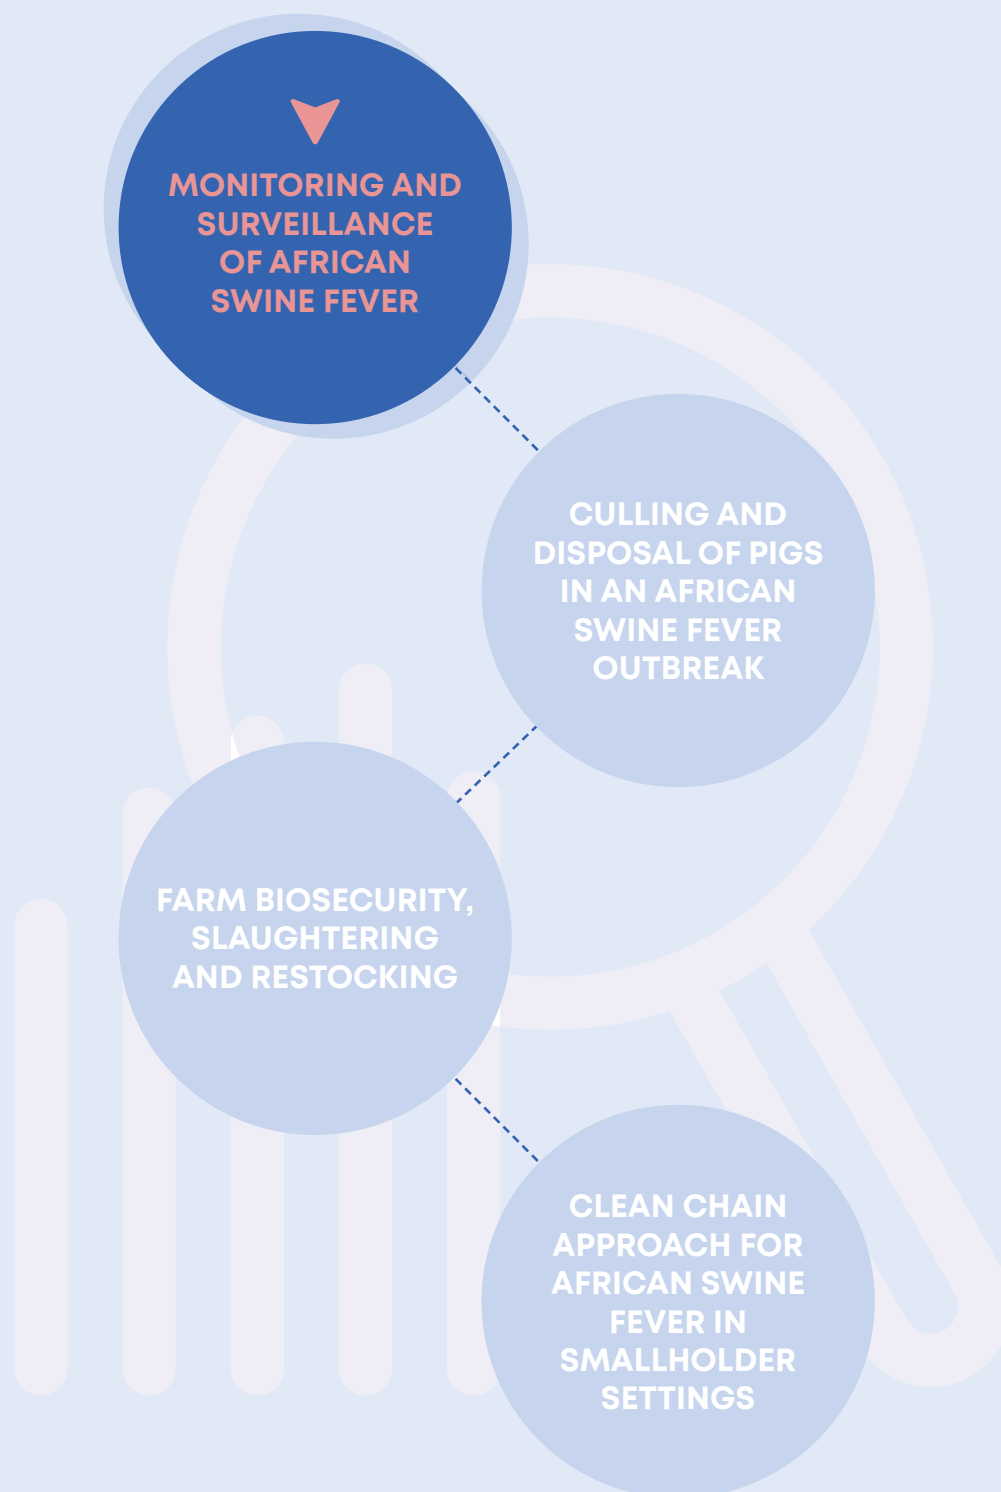 MONITORING AND
SURVEILLANCE
OF AFRICAN
SWINE FEVER
CULLING AND
DISPOSAL OF PIGS
IN AN AFRICAN
SWINE FEVER
OUTBREAK
FARM BIOSECURITY,
SLAUGHTERING
AND RESTOCKING
CLEAN CHAIN
APPROACH FOR
AFRICAN SWINE
FEVER IN
SMALLHOLDER
SETTINGS